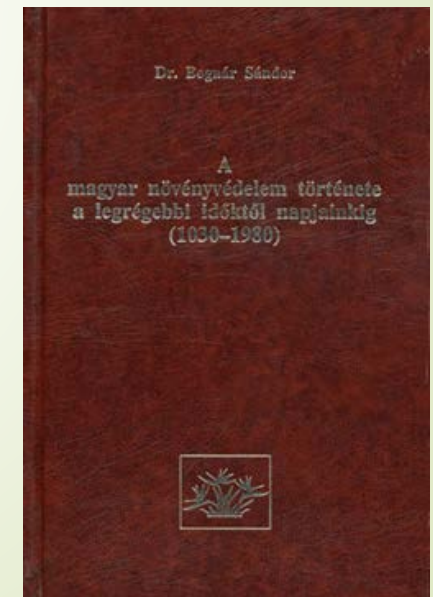 Dr. Bognár Sándor
A
magyar növényvédelem története
a legrégebbi időktől napjainkig
(1030–1980)